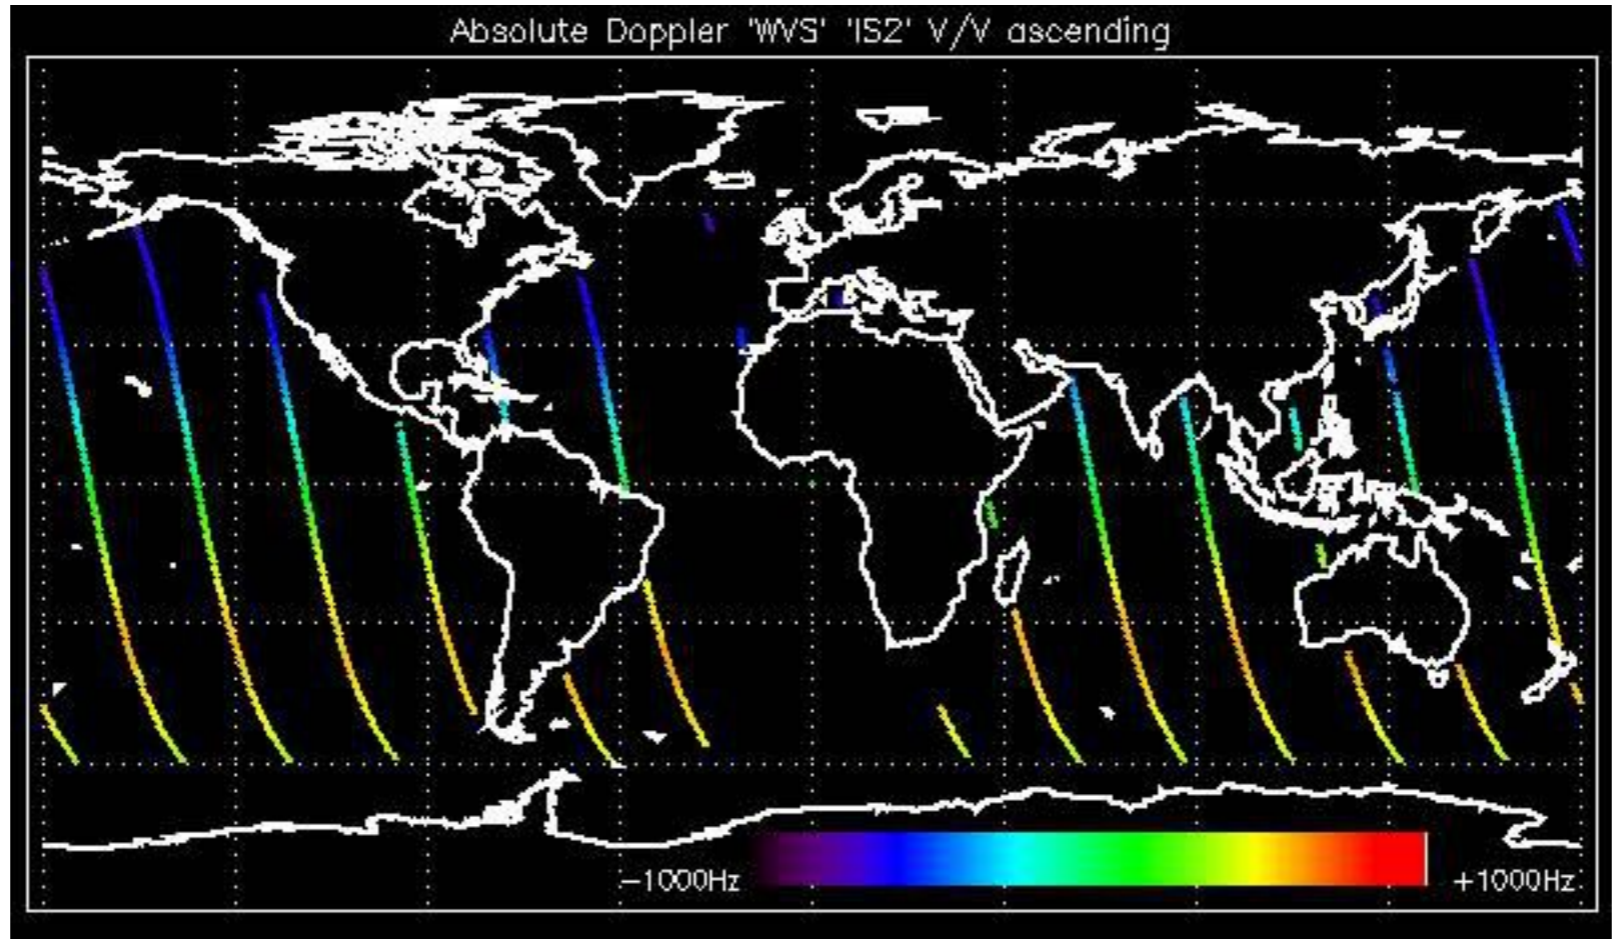 Absolute Doppler 'WVS' 'IS2' V/V ascending
−1000Hz +1000Hz